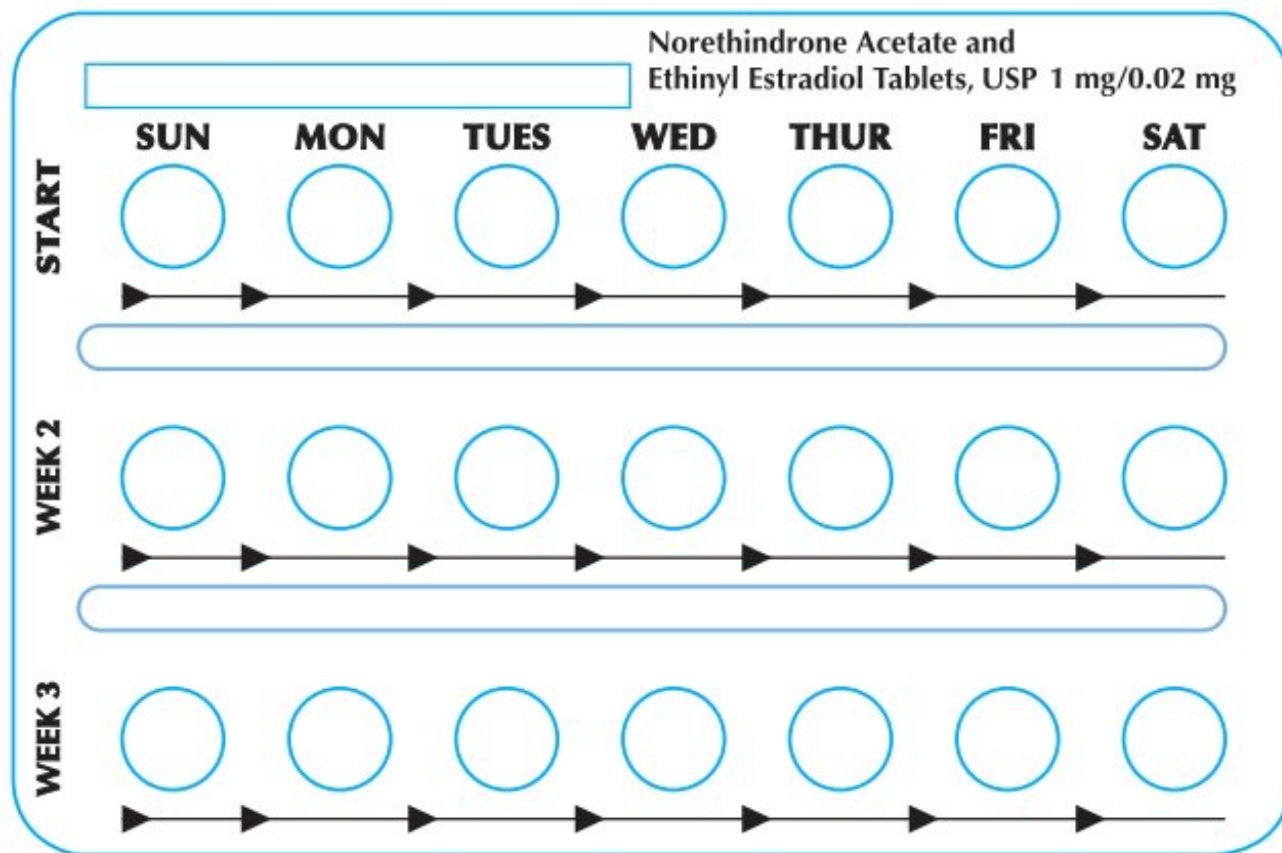 Norethindrone Acetate and
Ethinyl Estradiol Tablets, USP 1 mg/0.02 mg
SUN MON TUES WED THUR FRI SAT
START
WEEK 2
WEEK 3